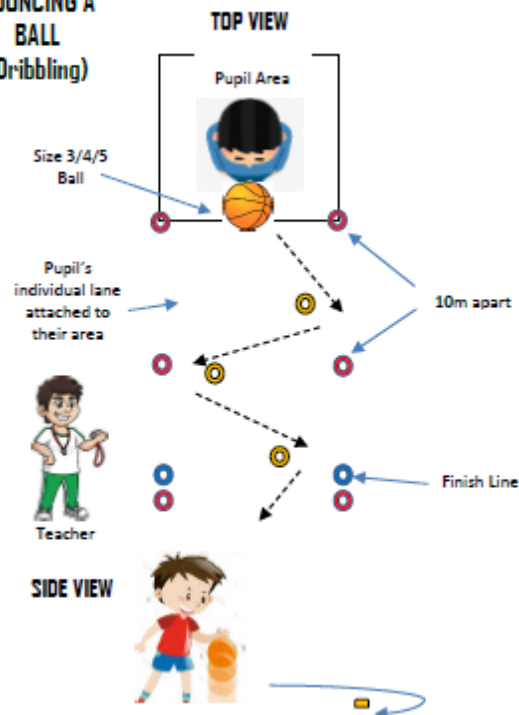 BALL
TOP VIEW
Pupil Area
Size 3/4/5
Ball
Pupil's
individual lane
attached to
their area
10m apart
Finish Line
Teacher
SIDE VIEW